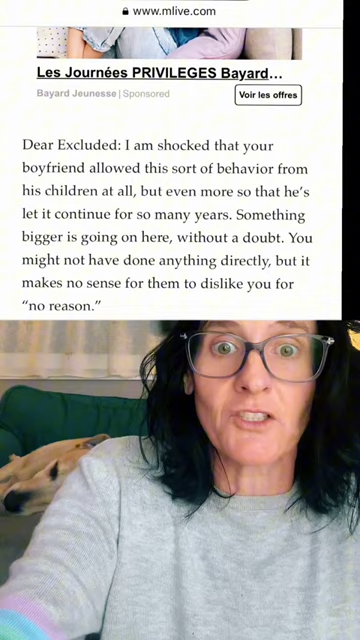 www.mlive.com
Les Journées PRIVILEGES Bayard...
Bayard Jeunesse | Sponsored
Voir les offres
Dear Excluded: I am shocked that your
boyfriend allowed this sort of behavior from
his children at all, but even more so that he's
let it continue for so many years. Something
bigger is going on here, without a doubt. You
might not have done anything directly, but it
makes no sense for them to dislike you for
“no reason.”